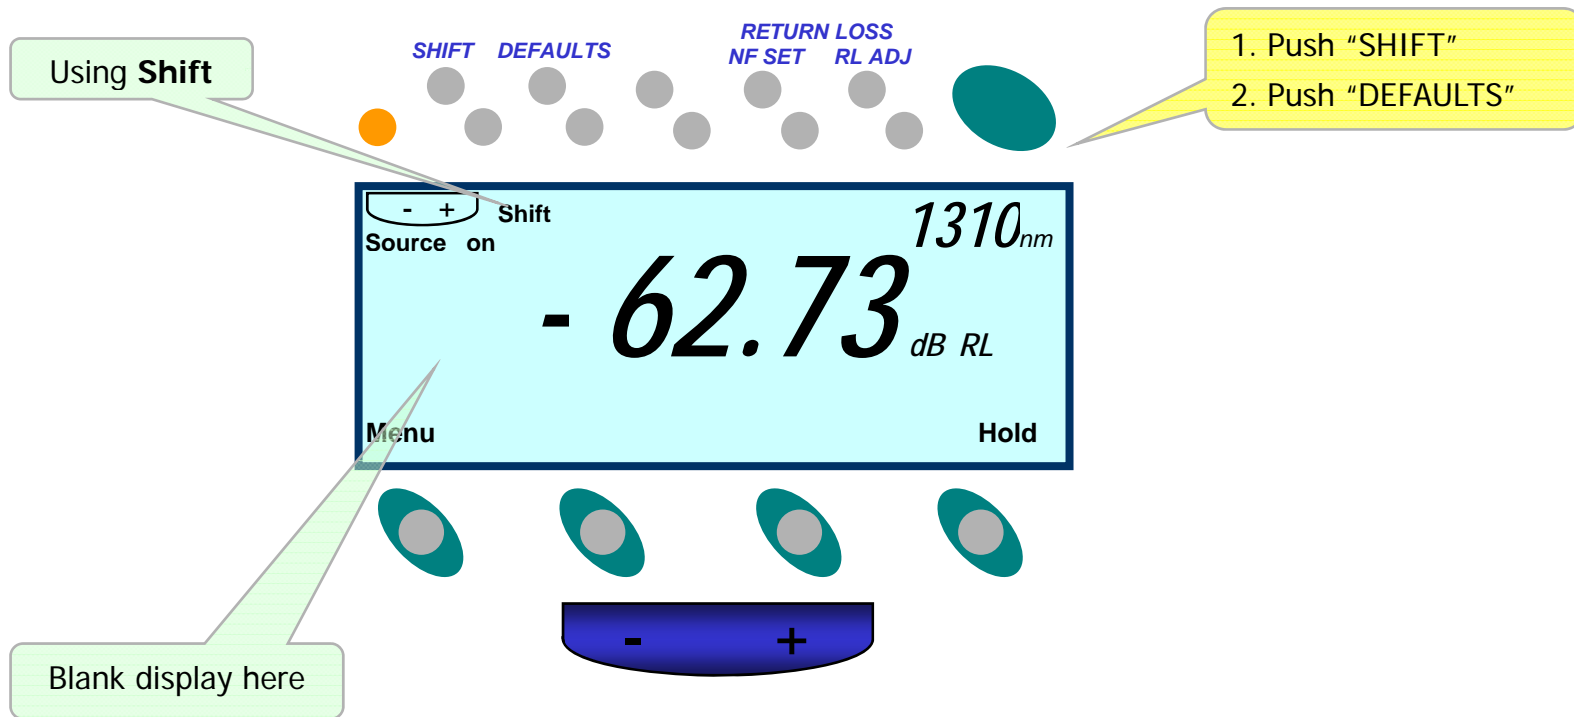 RETURN LOSS
SHIFT DEFAULTS NF SET RL ADJ
Using Shift
1. Push “SHIFT”
2. Push “DEFAULTS”
- + Shift 1310nm
Source on
- 62.73 dB RL
Menu Hold
- +
Blank display here